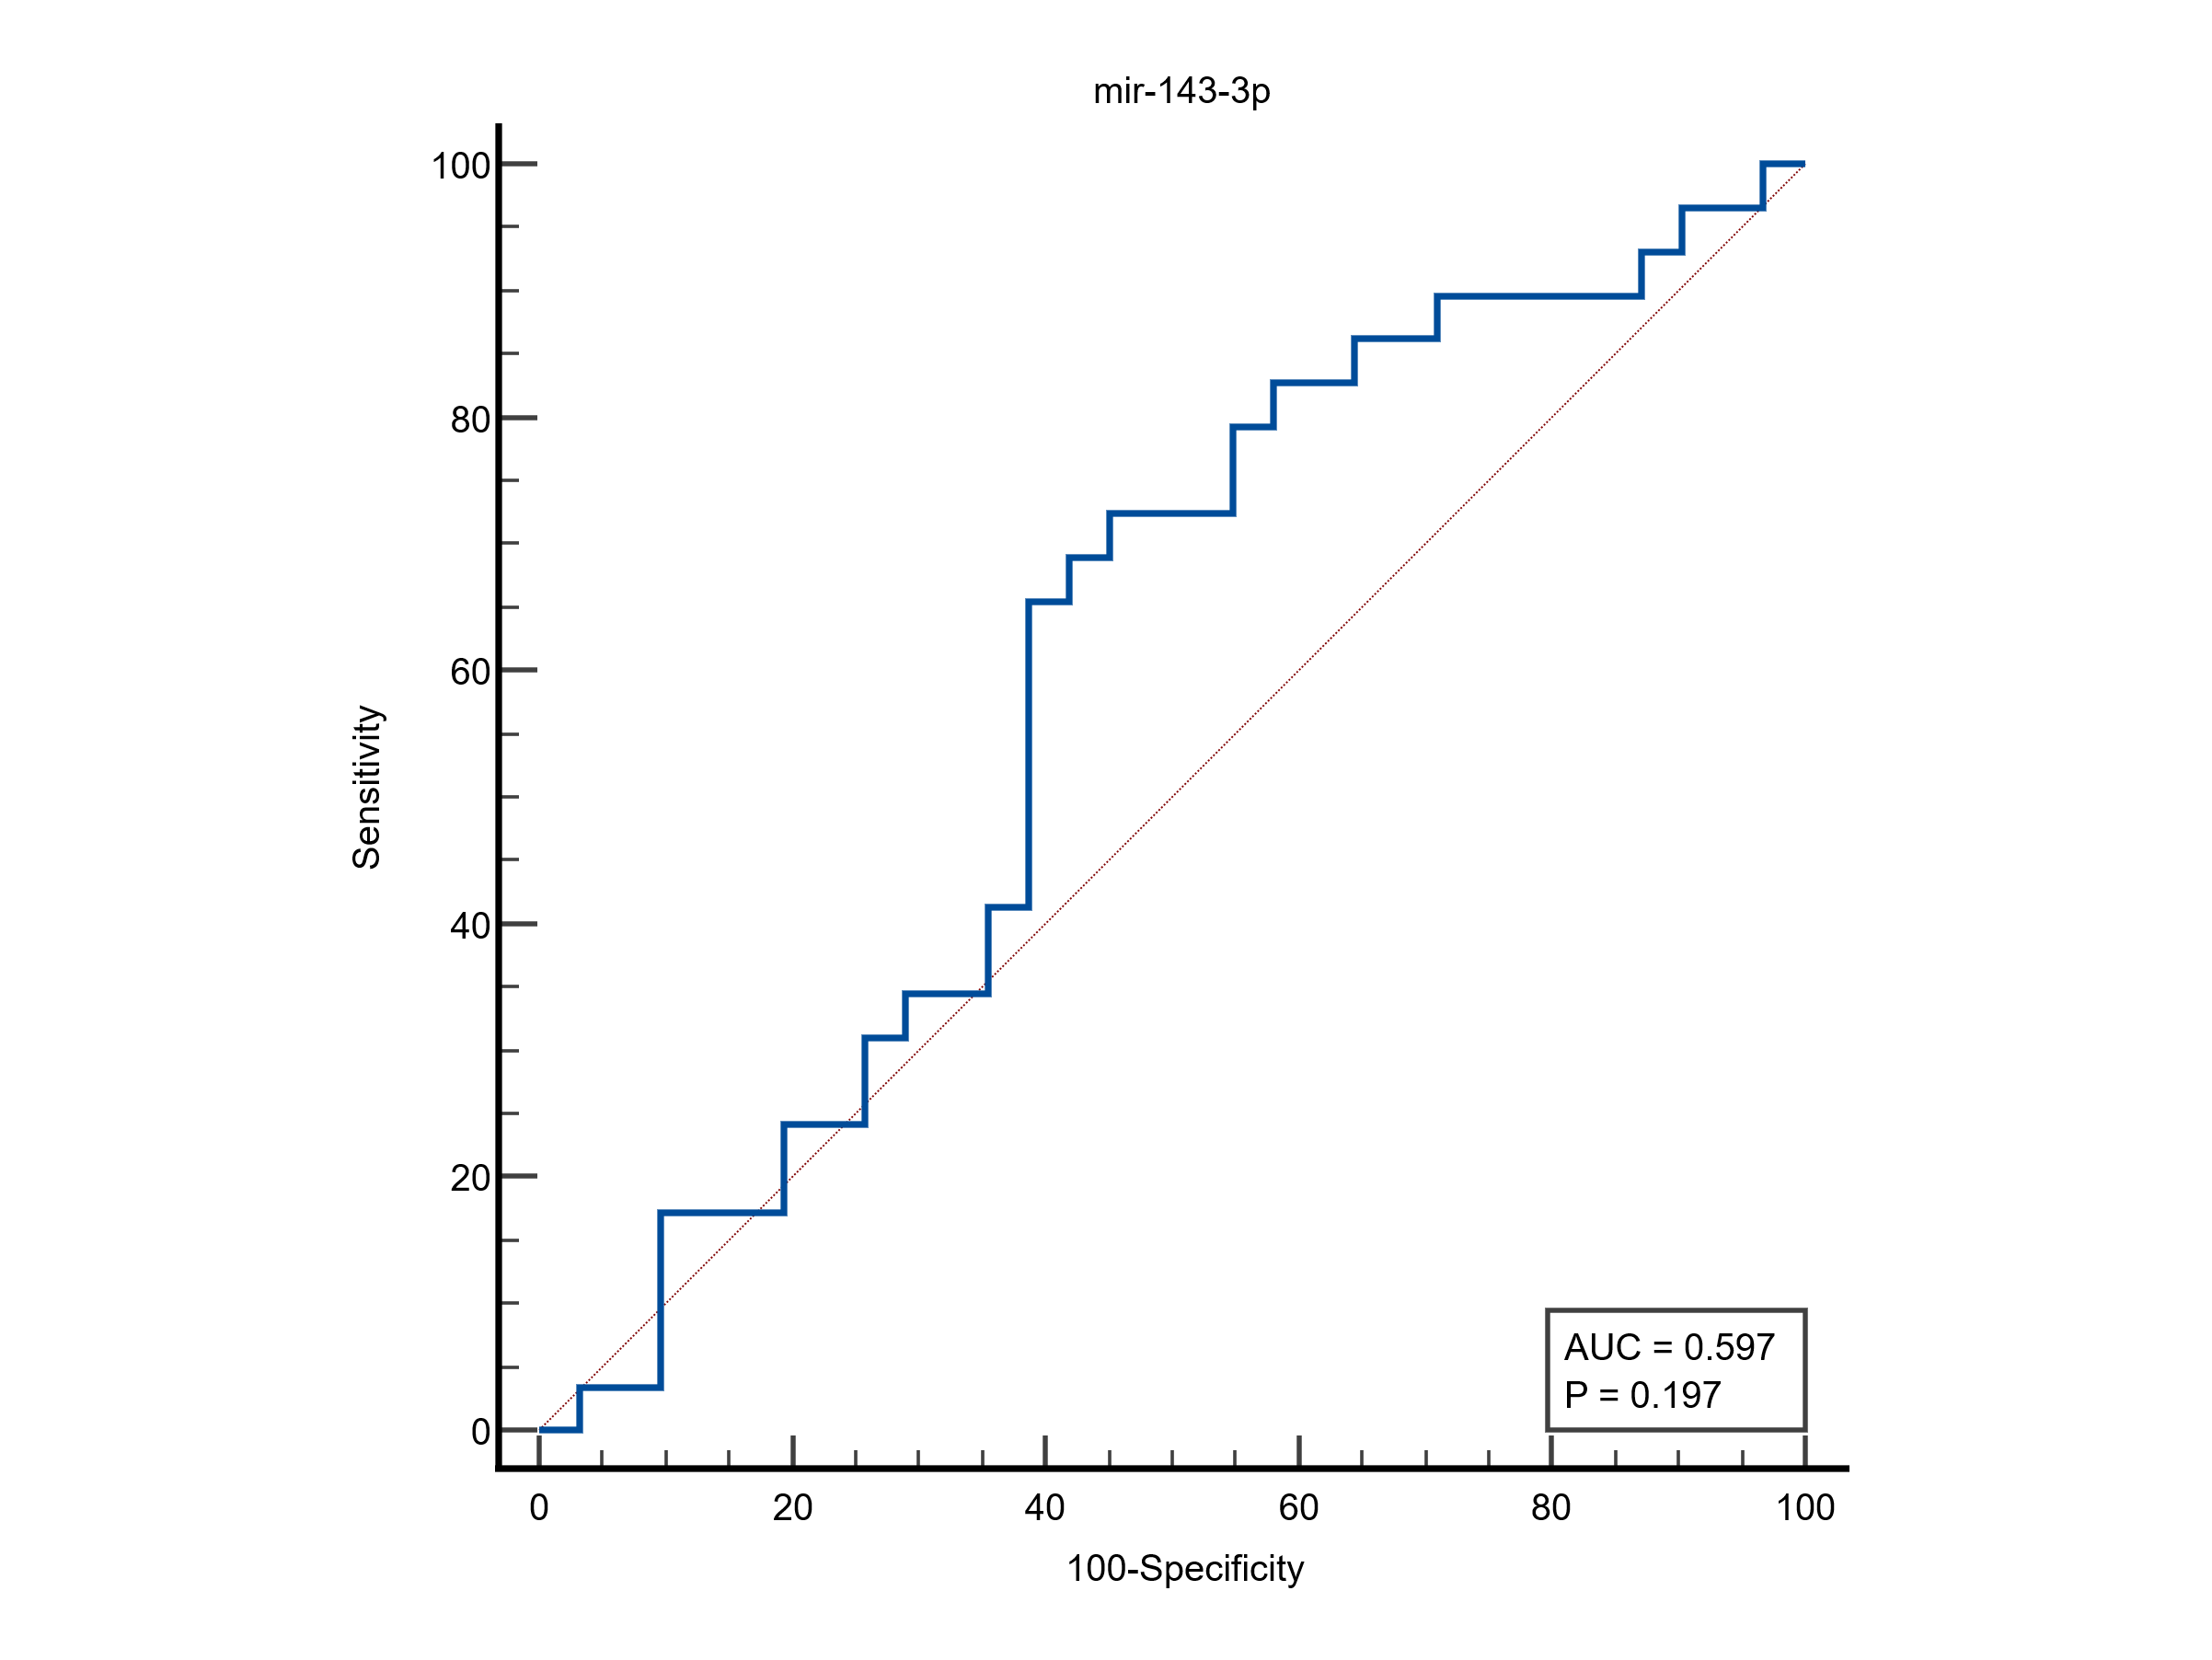 mir-143-3p
100
80
60
40
20
0
Sensitivity
AUC = 0.597
P = 0.197
0 20 40 60 80 100
100-Specificity